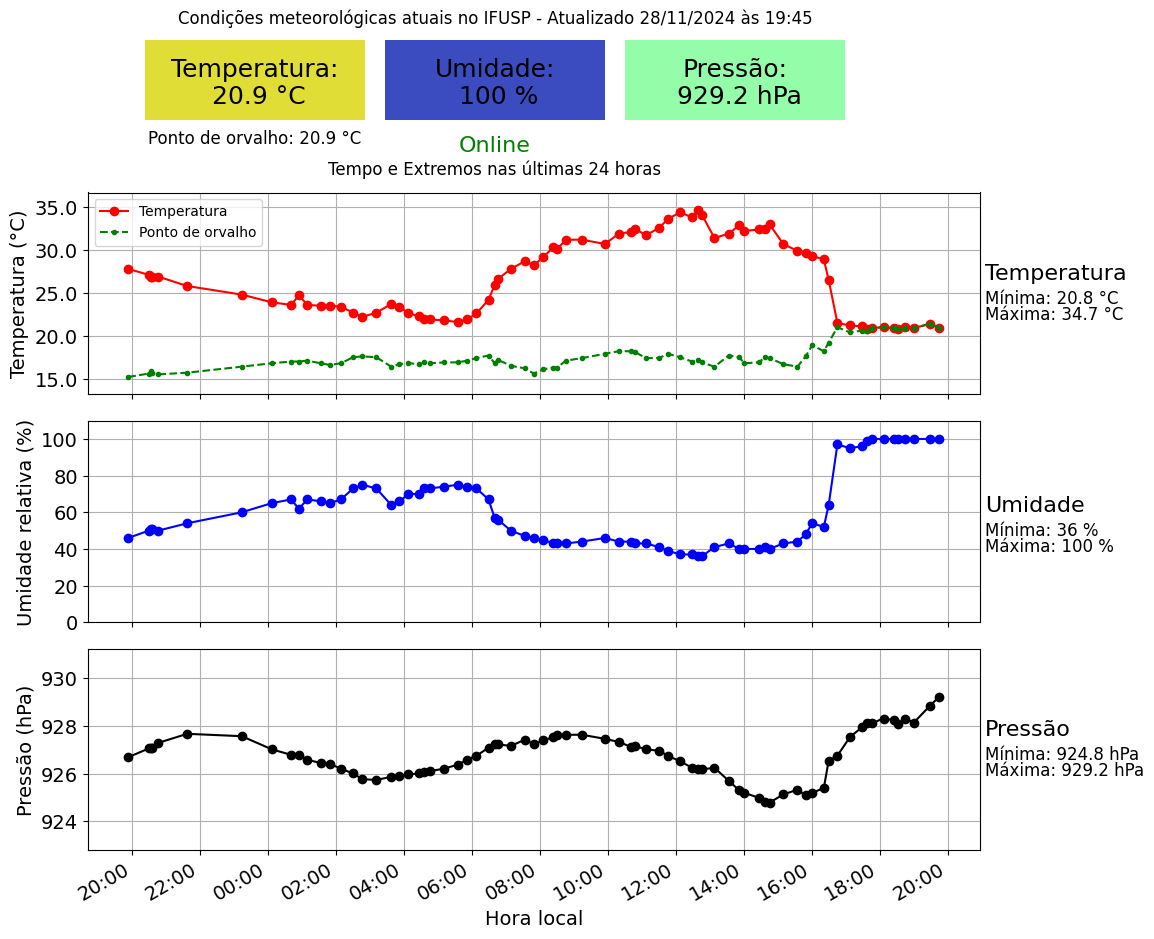 Condições meteorológicas atuais no IFUSP - Atualizado 28/11/2024 às 19:45
Temperatura:
20.9 °C
Umidade:
100 %
Pressão:
929.2 hPa
Ponto de orvalho: 20.9 °C
Online
Tempo e Extremos nas últimas 24 horas
Temperatura (°C)
35.0
30.0
25.0
20.0
15.0
Temperatura
Ponto de orvalho
Temperatura
Mínima: 20.8 °C
Máxima: 34.7 °C
Umidade relativa (%)
100
80
60
40
20
0
Umidade
Mínima: 36 %
Máxima: 100 %
Pressão (hPa)
930
928
926
924
Pressão
Mínima: 924.8 hPa
Máxima: 929.2 hPa
20:00 22:00 00:00 02:00 04:00 06:00 08:00 10:00 12:00 14:00 16:00 18:00 20:00
Hora local